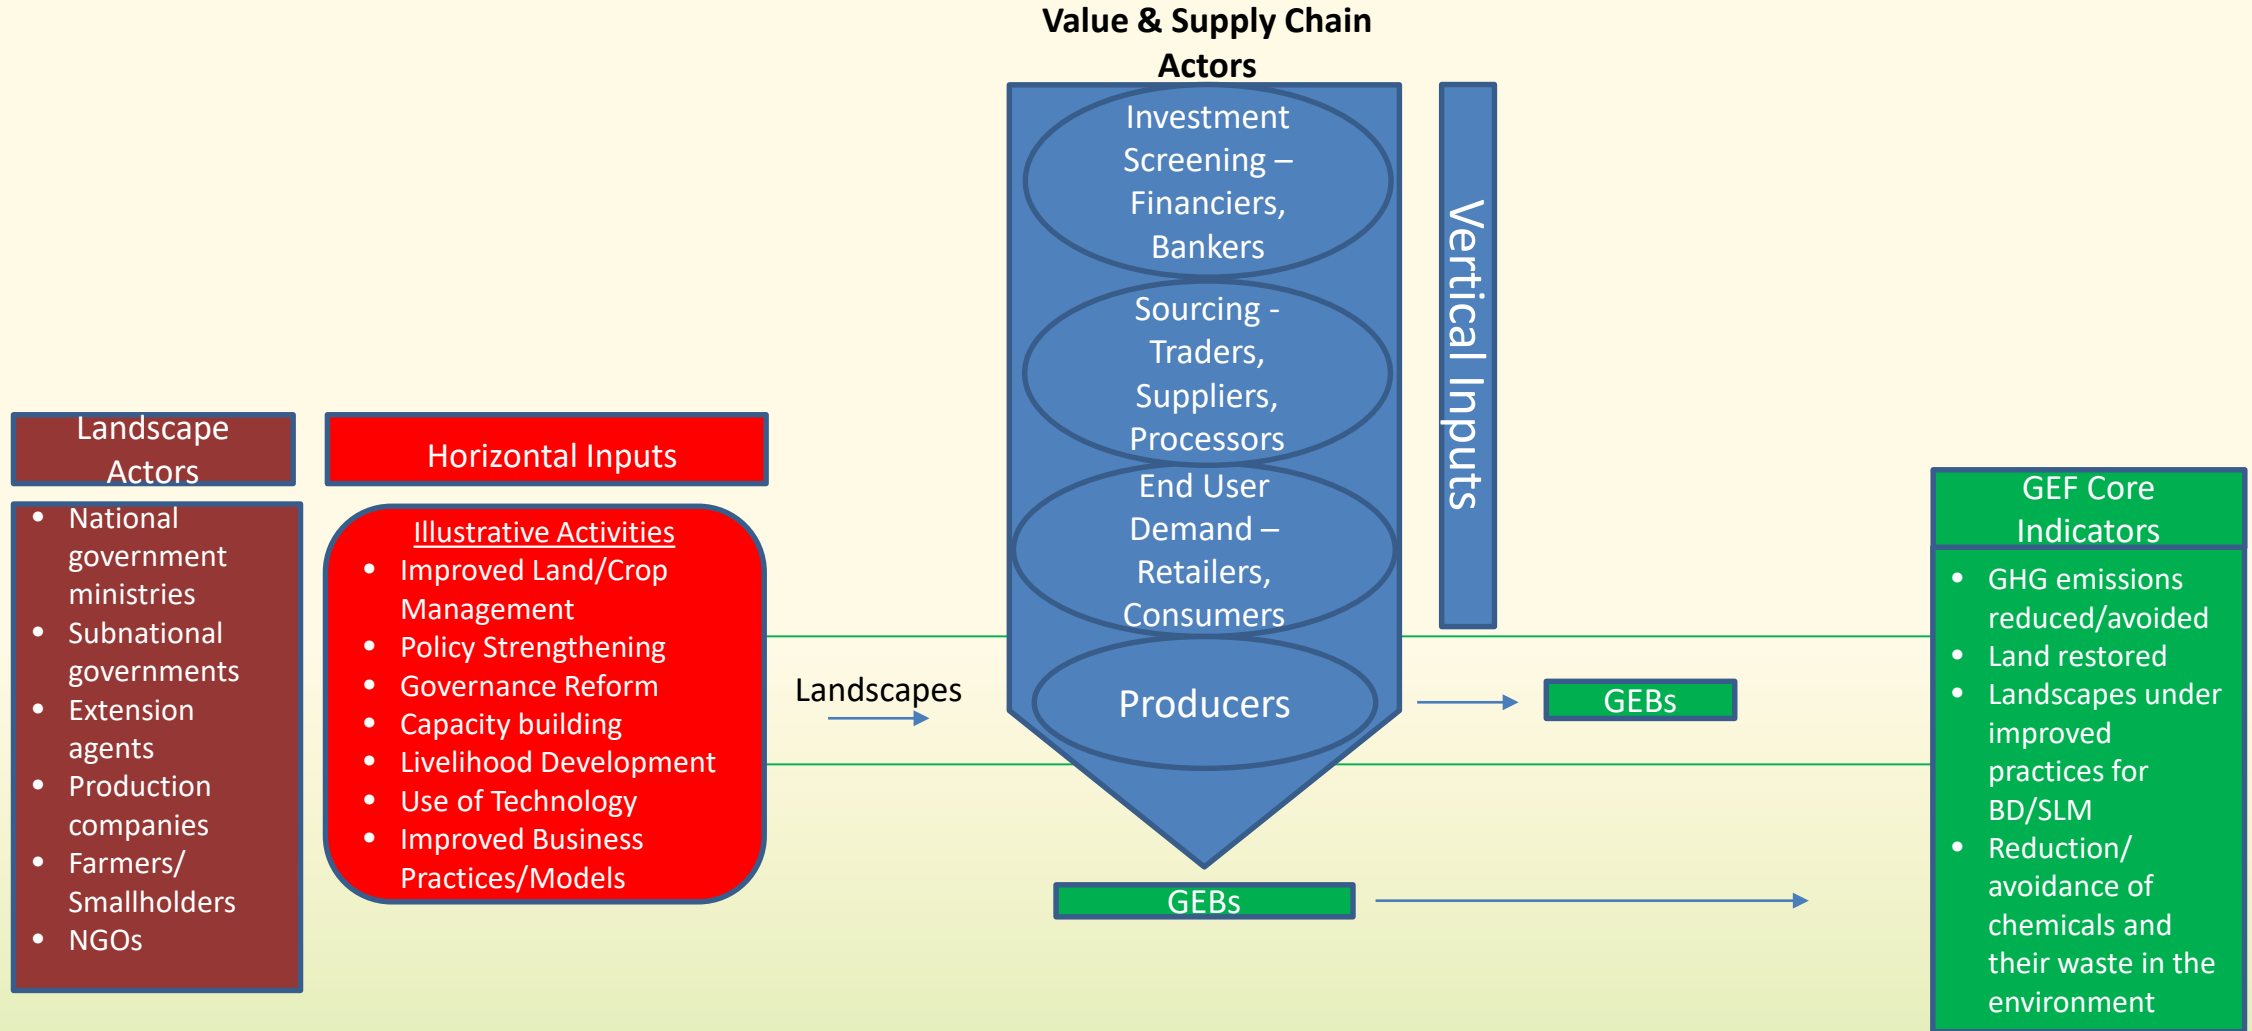 Value & Supply Chain
Actors
Investment
Screening –
Financiers,
Bankers
Sourcing -
Traders,
Suppliers,
Processors
End User
Demand –
Retailers,
Consumers
Producers
Vertical Inputs
Landscape
Actors
• National
government
ministries
• Subnational
governments
• Extension
agents
• Production
companies
• Farmers/
Smallholders
• NGOs
Horizontal Inputs
Illustrative Activities
• Improved Land/Crop
Management
• Policy Strengthening
• Governance Reform
• Capacity building
• Livelihood Development
• Use of Technology
• Improved Business
Practices/Models
Landscapes
GEBs
GEBs
GEF Core
Indicators
• GHG emissions
reduced/avoided
• Land restored
• Landscapes under
improved
practices for
BD/SLM
• Reduction/
avoidance of
chemicals and
their waste in the
environment